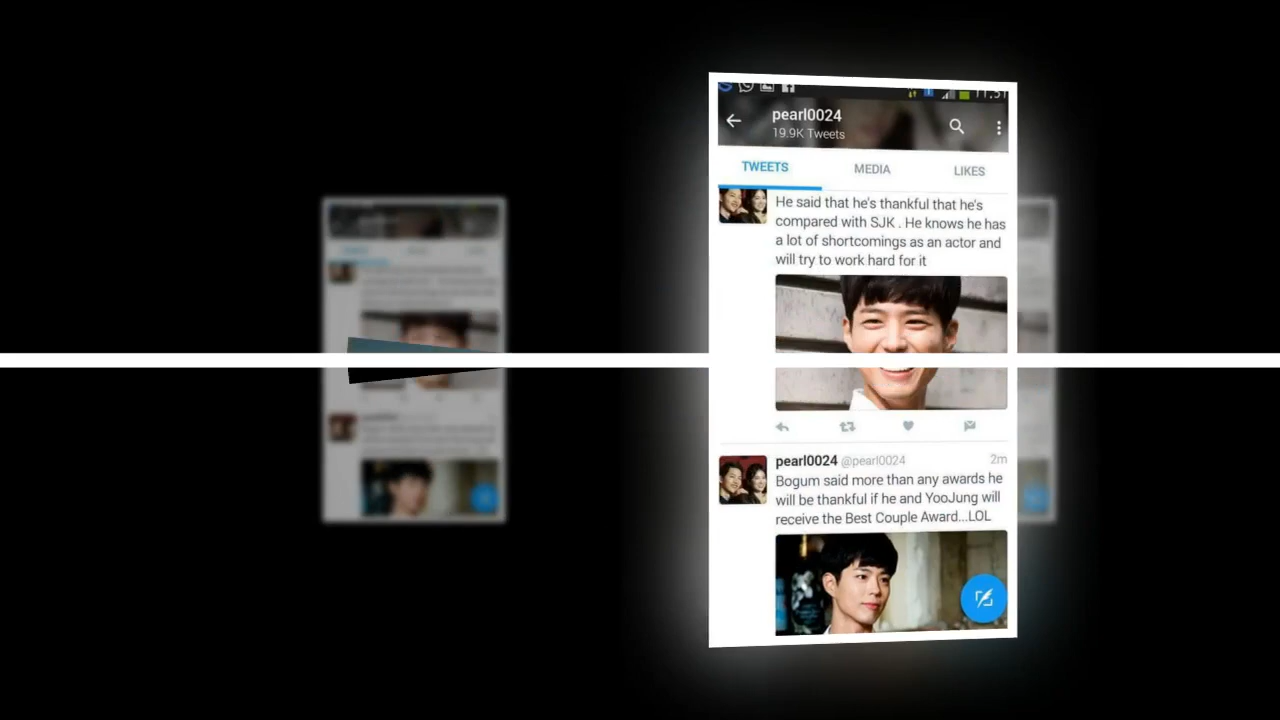 pearl0024
19.9K Tweets
TWEETS MEDIA LIKES
He said that he's thankful that he's
compared with SJK . He knows he has
a lot of shortcomings as an actor and
will try to work hard for it
pearl0024 @pearl0024 2m
Bogum said more than any awards he
will be thankful if he and YooJung will
receive the Best Couple Award...LOL